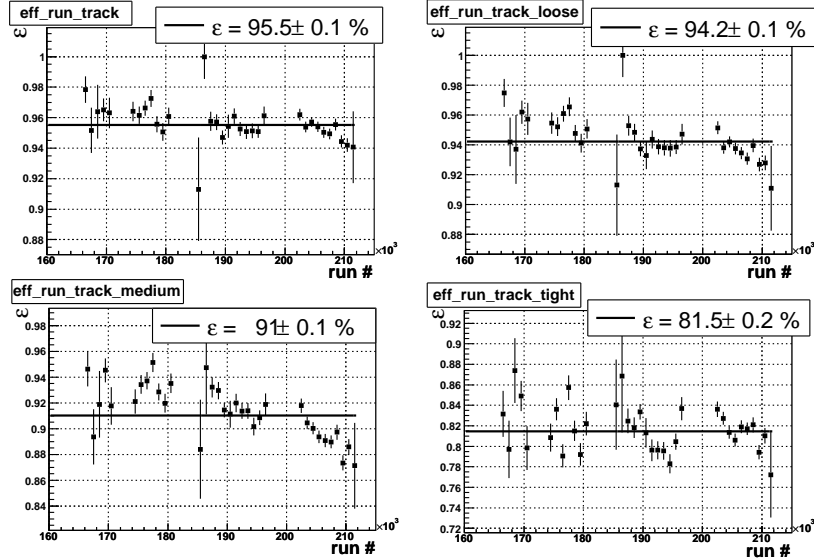 eff_run_track
ε = 95.5± 0.1 %
ε
1
0.98
0.96
0.94
0.92
0.9
0.88
160 170 180 190 200 210
×10³
run #
eff_run_track_loose
ε = 94.2± 0.1 %
ε
1
0.98
0.96
0.94
0.92
0.9
0.88
160 170 180 190 200 210
×10³
run #
eff_run_track_medium
ε = 91± 0.1 %
ε
0.98
0.96
0.94
0.92
0.9
0.88
0.86
0.84
160 170 180 190 200 210
×10³
run #
eff_run_track_tight
ε = 81.5± 0.2 %
ε
0.92
0.9
0.88
0.86
0.84
0.82
0.8
0.78
0.76
0.74
0.72
160 170 180 190 200 210
×10³
run #